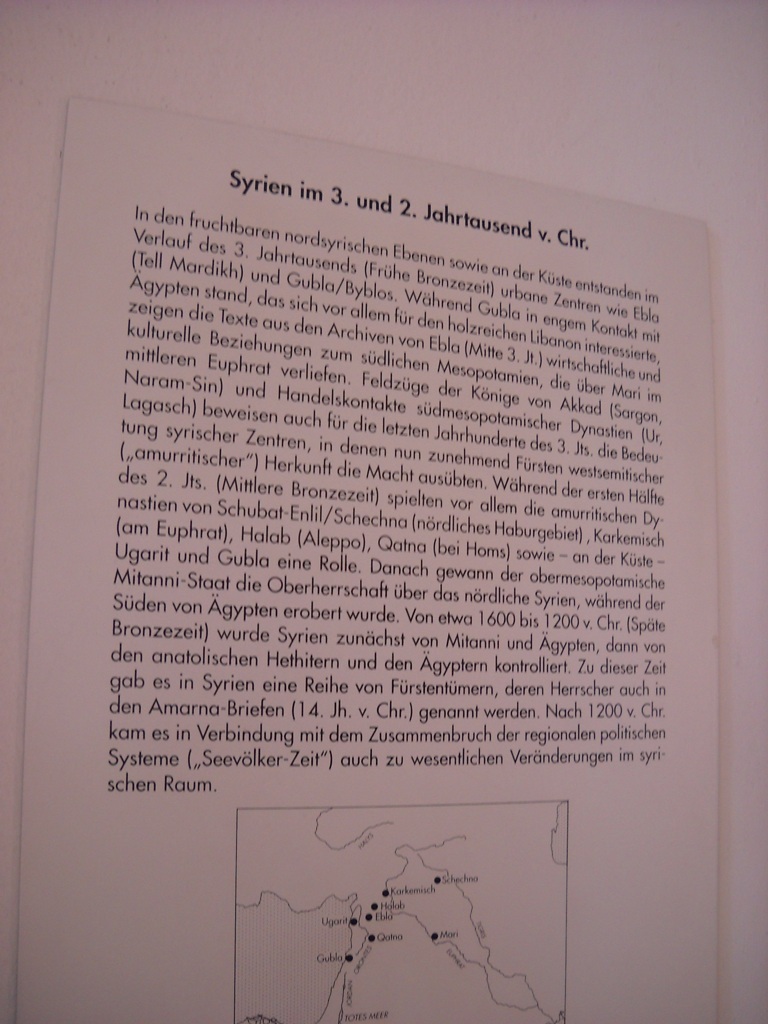 Syrien im 3. und 2. Jahrtausend v. Chr.
In den fruchtbaren nordsyrischen Ebenen sowie an der Küste entstanden im
Verlauf des 3. Jahrtausends (Frühe Bronzezeit) urbane Zentren wie Ebla
(Tell Mardikh) und Gubla/Byblos. Während Gubla in engem Kontakt mit
Ägypten stand, das sich vor allem für den holzreichen Libanon interessierte,
zeigen die Texte aus den Archiven von Ebla (Mitte 3. Jt.) wirtschaftliche und
kulturelle Beziehungen zum südlichen Mesopotamien, die über Mari im
mittleren Euphrat verliefen. Feldzüge der Könige von Akkad (Sargon,
Naram-Sin) und Handelskontakte südmesopotamischer Dynastien (Ur,
Lagasch) beweisen auch für die letzten Jahrhunderte des 3. Jts. die Bedeu-
tung syrischer Zentren, in denen nun zunehmend Fürsten westsemitischer
(„amurritischer") Herkunft die Macht ausübten. Während der ersten Hälfte
des 2. Jts. (Mittlere Bronzezeit) spielten vor allem die amurritischen Dy-
nastien von Schubat-Enlil/Schechna (nördliches Haburgebiet), Karkemisch
(am Euphrat), Halab (Aleppo), Qatna (bei Homs) sowie – an der Küste –
Ugarit und Gubla eine Rolle. Danach gewann der obermesopotamische
Mitanni-Staat die Oberherrschaft über das nördliche Syrien, während der
Süden von Ägypten erobert wurde. Von etwa 1600 bis 1200 v. Chr. (Späte
Bronzezeit) wurde Syrien zunächst von Mitanni und Ägypten, dann von
den anatolischen Hethitern und den Ägyptern kontrolliert. Zu dieser Zeit
gab es in Syrien eine Reihe von Fürstentümern, deren Herrscher auch in
den Amarna-Briefen (14. Jh. v. Chr.) genannt werden. Nach 1200 v. Chr.
kam es in Verbindung mit dem Zusammenbruch der regionalen politischen
Systeme („Seevölker-Zeit") auch zu wesentlichen Veränderungen im syri-
schen Raum.
HALYS
Schechna
Karkemisch
Halab
Ebla
Ugarit
Qatna
Mari
TIGRIS
EUPHRAT
ORONTES
Gubla
JORDAN
TOTES MEER